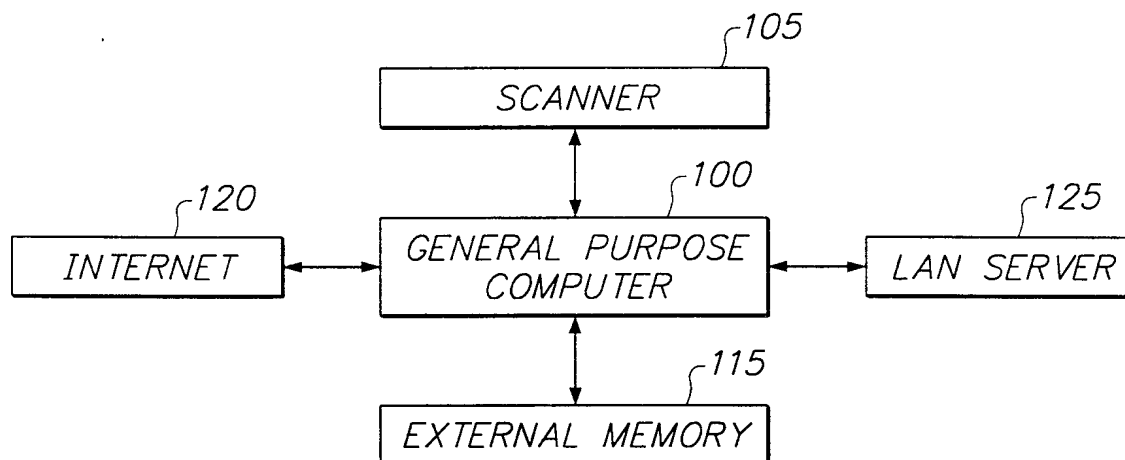 105
SCANNER
100
120
125
GENERAL PURPOSE
COMPUTER
INTERNET
LAN SERVER
115
EXTERNAL MEMORY